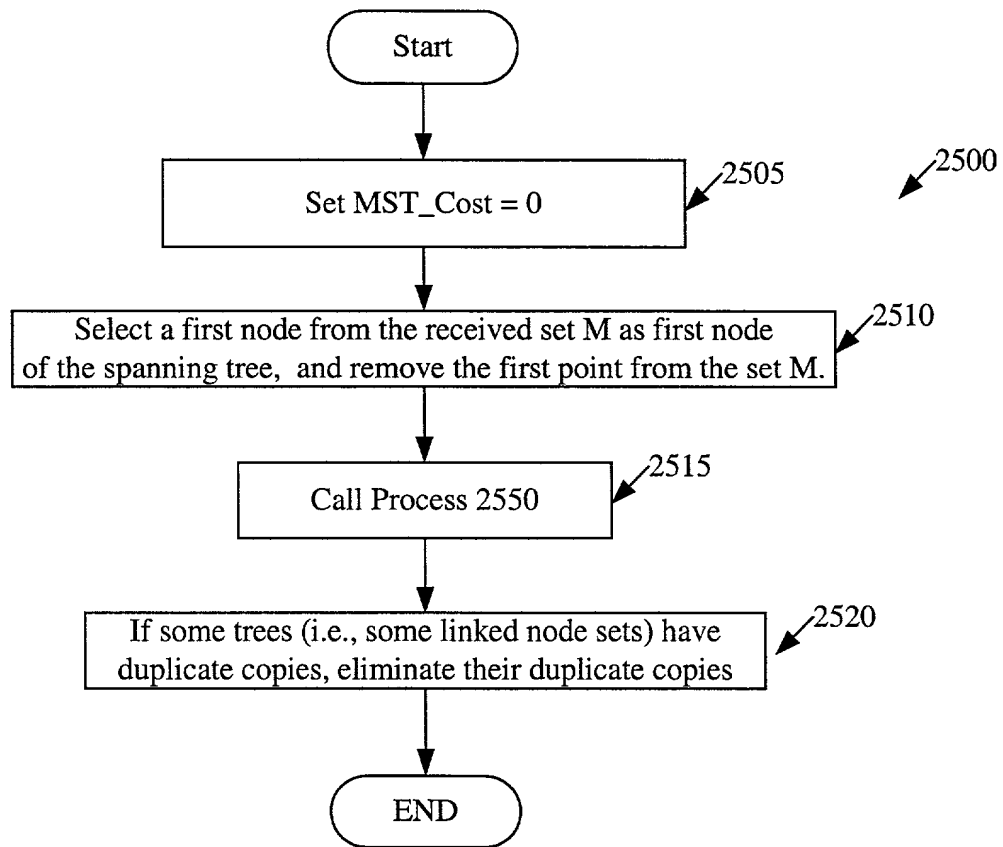 Start
2500
2505
Set MST_Cost = 0
2510
Select a first node from the received set M as first node
of the spanning tree, and remove the first point from the set M.
2515
Call Process 2550
2520
If some trees (i.e., some linked node sets) have
duplicate copies, eliminate their duplicate copies
END